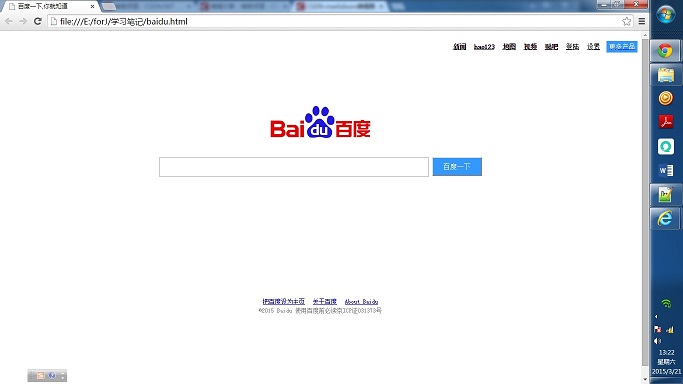 百度一下,你就知道
file:///E:/forJ/学习笔记/baidu.html
新闻 hao123 地图 视频 贴吧 登陆 设置 更多产品
Bai du 百度
百度一下
把百度设为主页 关于百度 About Baidu
©2015 Baidu 使用百度前必读京ICP证031373号
13:22
星期六
2015/3/21